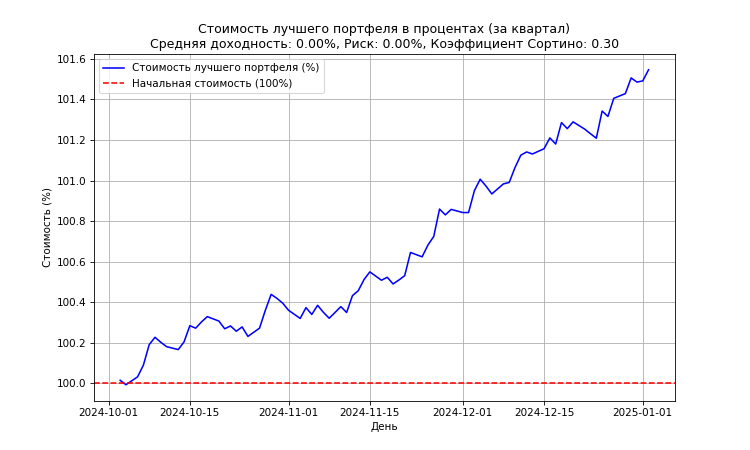 Стоимость лучшего портфеля в процентах (за квартал)
Средняя доходность: 0.00%, Риск: 0.00%, Коэффициент Сортино: 0.30
Стоимость лучшего портфеля (%)
Начальная стоимость (100%)
Стоимость (%)
101.6
101.4
101.2
101.0
100.8
100.6
100.4
100.2
100.0
2024-10-01 2024-10-15 2024-11-01 2024-11-15 2024-12-01 2024-12-15 2025-01-01
День